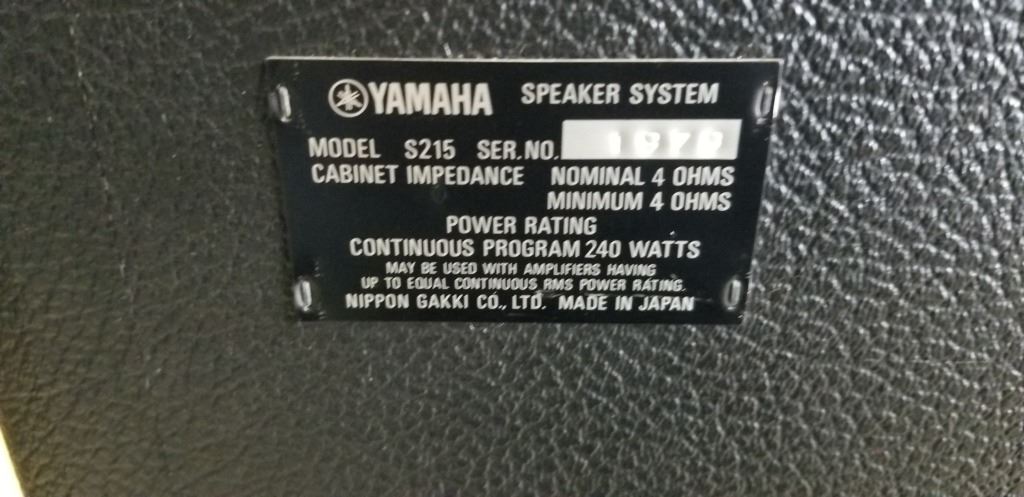 YAMAHA SPEAKER SYSTEM
MODEL S215 SER.NO.
CABINET IMPEDANCE NOMINAL 4 OHMS
MINIMUM 4 OHMS
POWER RATING
CONTINUOUS PROGRAM 240 WATTS
MAY BE USED WITH AMPLIFIERS HAVING
UP TO EQUAL CONTINUOUS RMS POWER RATING.
NIPPON GAKKI CO., LTD. MADE IN JAPAN